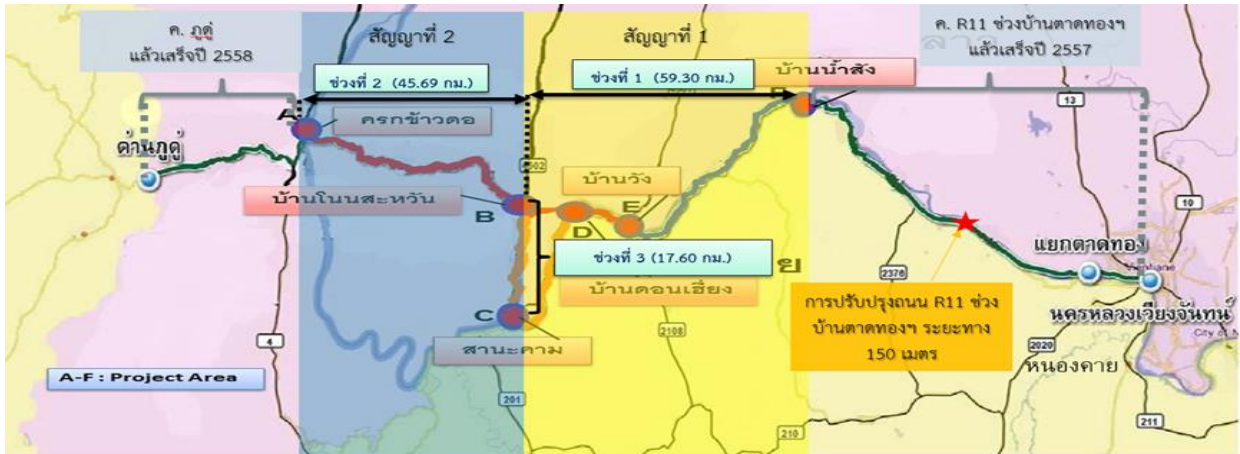 ค. ภูดู่
แล้วเสร็จปี 2558
สัญญาที่ 2
สัญญาที่ 1
ค. R11 ช่วงบ้านตาดทองฯ
แล้วเสร็จปี 2557
ช่วงที่ 2 (45.69 กม.)
ช่วงที่ 1 (59.30 กม.)
บ้านน้ำสัง
13
A
ครกข้าวดอ
ด่านภูดู่
บ้านวัง
บ้านโนนสะหวัน
B
D
E
10
ช่วงที่ 3 (17.60 กม.)
ย
แยกตาดทอง
2376
บ้านดอนเฮียง
การปรับปรุงถนน R11 ช่วง
บ้านตาดทองฯ ระยะทาง
150 เมตร
นครหลวงเวียงจันทน์
C
2108
สานะคาม
4
2020
หนองคาย
A-F : Project Area
201
210
211